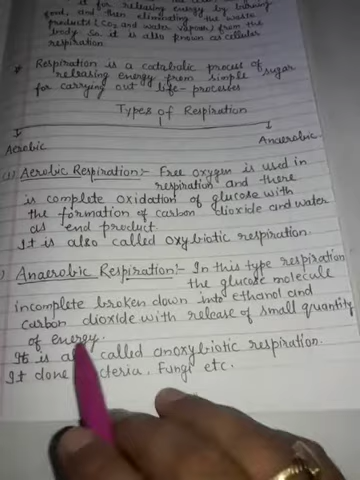 it for releasing energy by burning
food, and then eliminating the waste
products (CO2 and water vapour) from the
body. So it is also known as cellular
respiration.
* Respiration is a catabolic process of
releasing energy from simple sugar
for carrying out life-processes
Types of Respiration
Aerobic Anaerobic
(1) Aerobic Respiration:- Free oxygen is used in
respiration and there
is complete oxidation of glucose with
the formation of carbon dioxide and water
as end product.
It is also called oxybiotic respiration.
Anaerobic Respiration:- In this type respiration
the glucose molecule
incomplete broken down into ethanol and
carbon dioxide with release of small quantity
of energy.
It is called anoxybiotic respiration.
It done bacteria, Fungi etc.